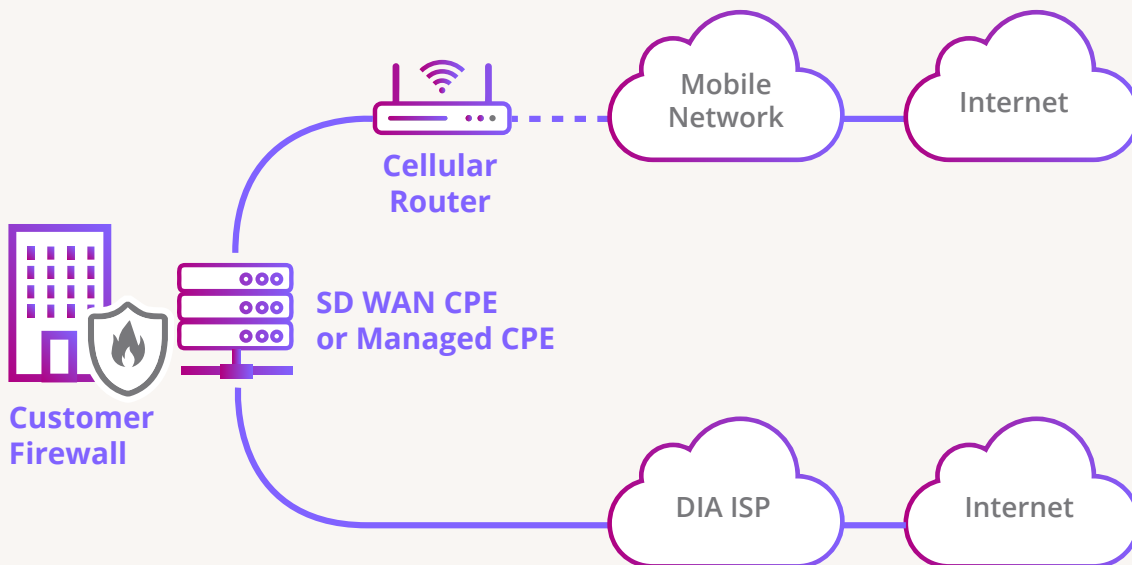 Mobile
Network
Internet
Cellular
Router
SD WAN CPE
or Managed CPE
Customer
Firewall
DIA ISP
Internet